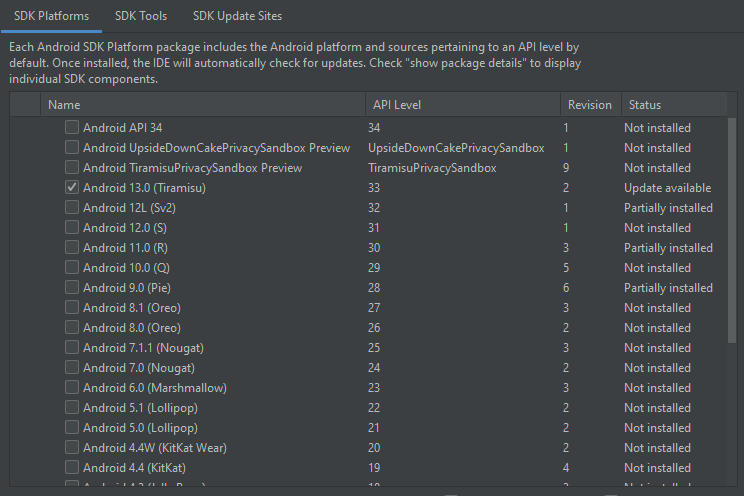 SDK Platforms SDK Tools SDK Update Sites
Each Android SDK Platform package includes the Android platform and sources pertaining to an API level by
default. Once installed, the IDE will automatically check for updates. Check "show package details" to display
individual SDK components.
Name API Level Revision Status
Android API 34 34 1 Not installed
Android UpsideDownCakePrivacySandbox Preview UpsideDownCakePrivacySandbox 1 Not installed
Android TiramisuPrivacySandbox Preview TiramisuPrivacySandbox 9 Not installed
Android 13.0 (Tiramisu) 33 2 Update available
Android 12L (Sv2) 32 1 Partially installed
Android 12.0 (S) 31 1 Not installed
Android 11.0 (R) 30 3 Partially installed
Android 10.0 (Q) 29 5 Not installed
Android 9.0 (Pie) 28 6 Partially installed
Android 8.1 (Oreo) 27 3 Not installed
Android 8.0 (Oreo) 26 2 Not installed
Android 7.1.1 (Nougat) 25 3 Not installed
Android 7.0 (Nougat) 24 2 Not installed
Android 6.0 (Marshmallow) 23 3 Not installed
Android 5.1 (Lollipop) 22 2 Not installed
Android 5.0 (Lollipop) 21 2 Not installed
Android 4.4W (KitKat Wear) 20 2 Not installed
Android 4.4 (KitKat) 19 4 Not installed